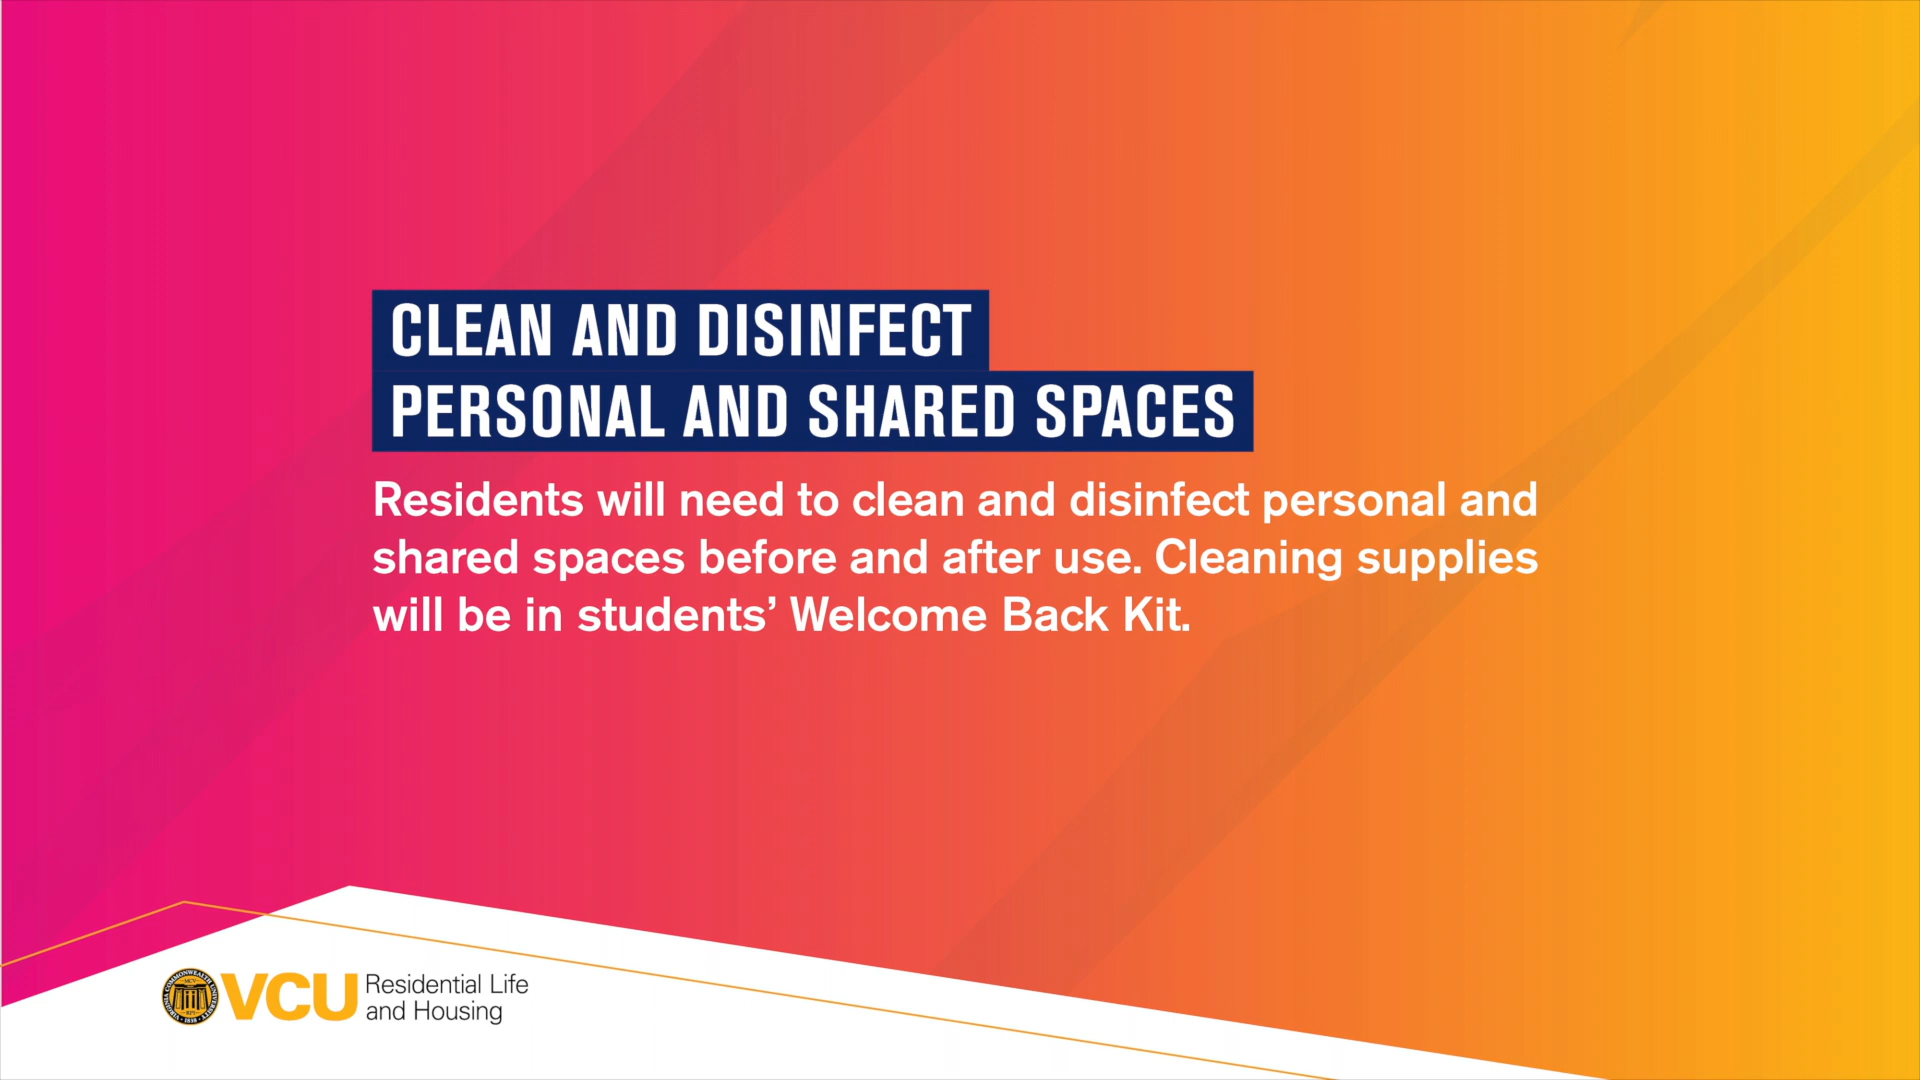 CLEAN AND DISINFECT
PERSONAL AND SHARED SPACES
Residents will need to clean and disinfect personal and
shared spaces before and after use. Cleaning supplies
will be in students’ Welcome Back Kit.
VCU Residential Life
and Housing